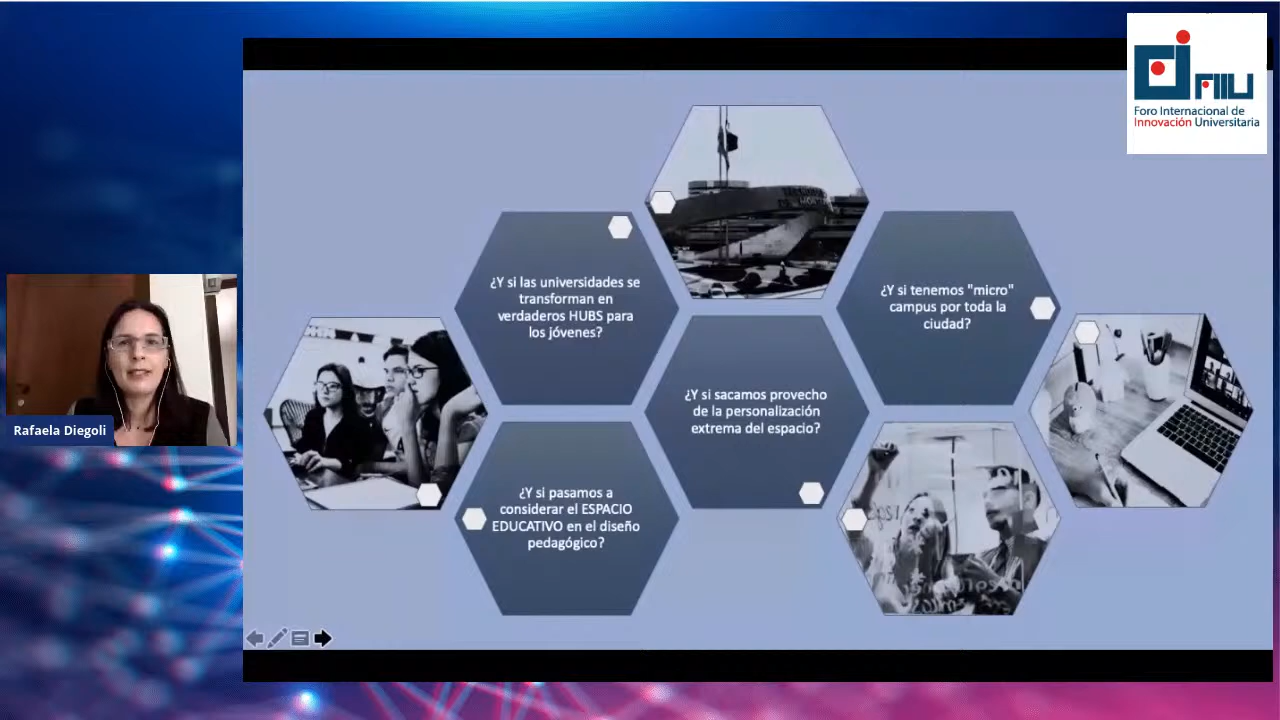 FIIU
Foro Internacional de
Innovación Universitaria
¿Y si las universidades se
transforman en
verdaderos HUBS para
los jóvenes?
¿Y si tenemos "micro"
campus por toda la
ciudad?
¿Y si sacamos provecho
de la personalización
extrema del espacio?
¿Y si pasamos a
considerar el ESPACIO
EDUCATIVO en el diseño
pedagógico?
Rafaela Diegoli